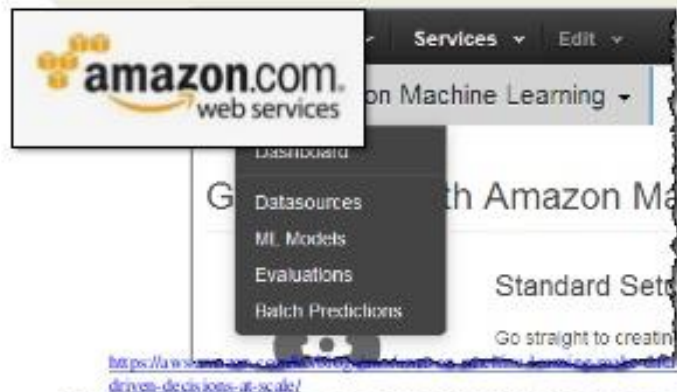 Services Edit
amazon.com
web services
on Machine Learning
Dashboard
G th Amazon Ma
Datasources
ML Models
Evaluations
Batch Predictions
Standard Set
Go straight to creatin
driven-decisions-at-scale/